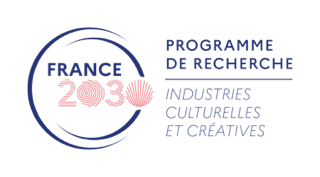 FRANCE
2030
PROGRAMME
DE RECHERCHE
INDUSTRIES
CULTURELLES
ET CRÉATIVES